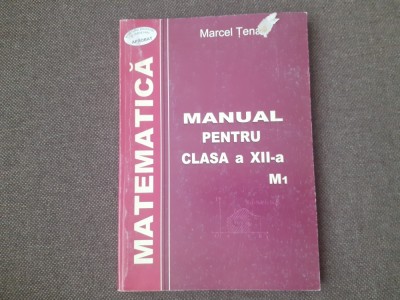 Marcel Țena
MATEMATICĂ
MANUAL
PENTRU
CLASA a XII-a
M1